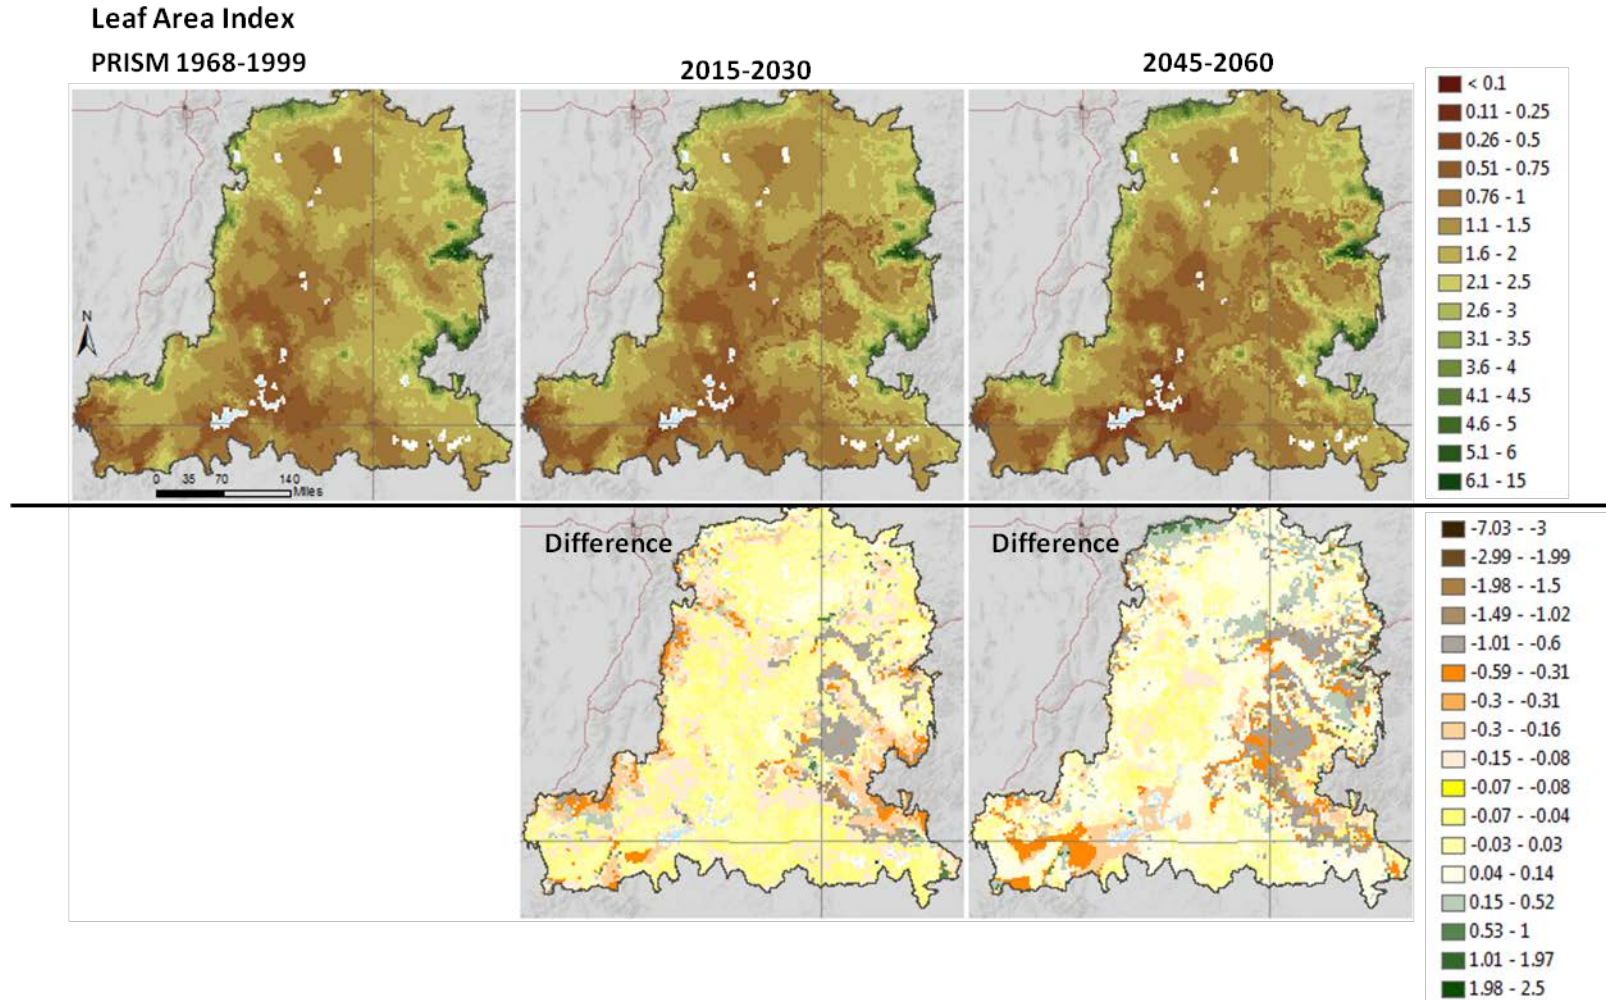 Leaf Area Index
PRISM 1968-1999
2015-2030
2045-2060
N
0 35 70 140
Miles
< 0.1
0.11 - 0.25
0.26 - 0.5
0.51 - 0.75
0.76 - 1
1.1 - 1.5
1.6 - 2
2.1 - 2.5
2.6 - 3
3.1 - 3.5
3.6 - 4
4.1 - 4.5
4.6 - 5
5.1 - 6
6.1 - 15
Difference
Difference
-7.03 - -3
-2.99 - -1.99
-1.98 - -1.5
-1.49 - -1.02
-1.01 - -0.6
-0.59 - -0.31
-0.3 - -0.31
-0.3 - -0.16
-0.15 - -0.08
-0.07 - -0.08
-0.07 - -0.04
-0.03 - 0.03
0.04 - 0.14
0.15 - 0.52
0.53 - 1
1.01 - 1.97
1.98 - 2.5